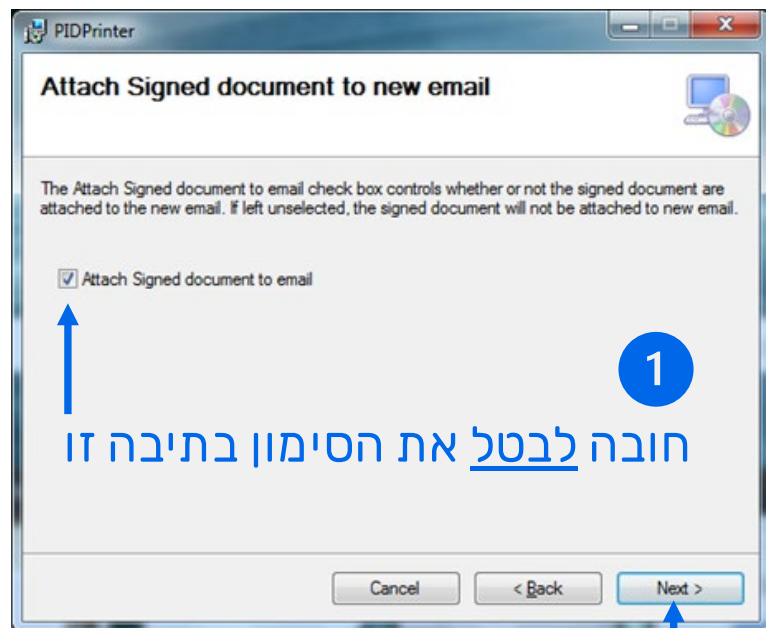 PIDPrinter
Attach Signed document to new email
The Attach Signed document to email check box controls whether or not the signed document are
attached to the new email. If left unselected, the signed document will not be attached to new email.
Attach Signed document to email
1
חובה לבטל את הסימון בתיבה זו
Cancel
< Back
Next >